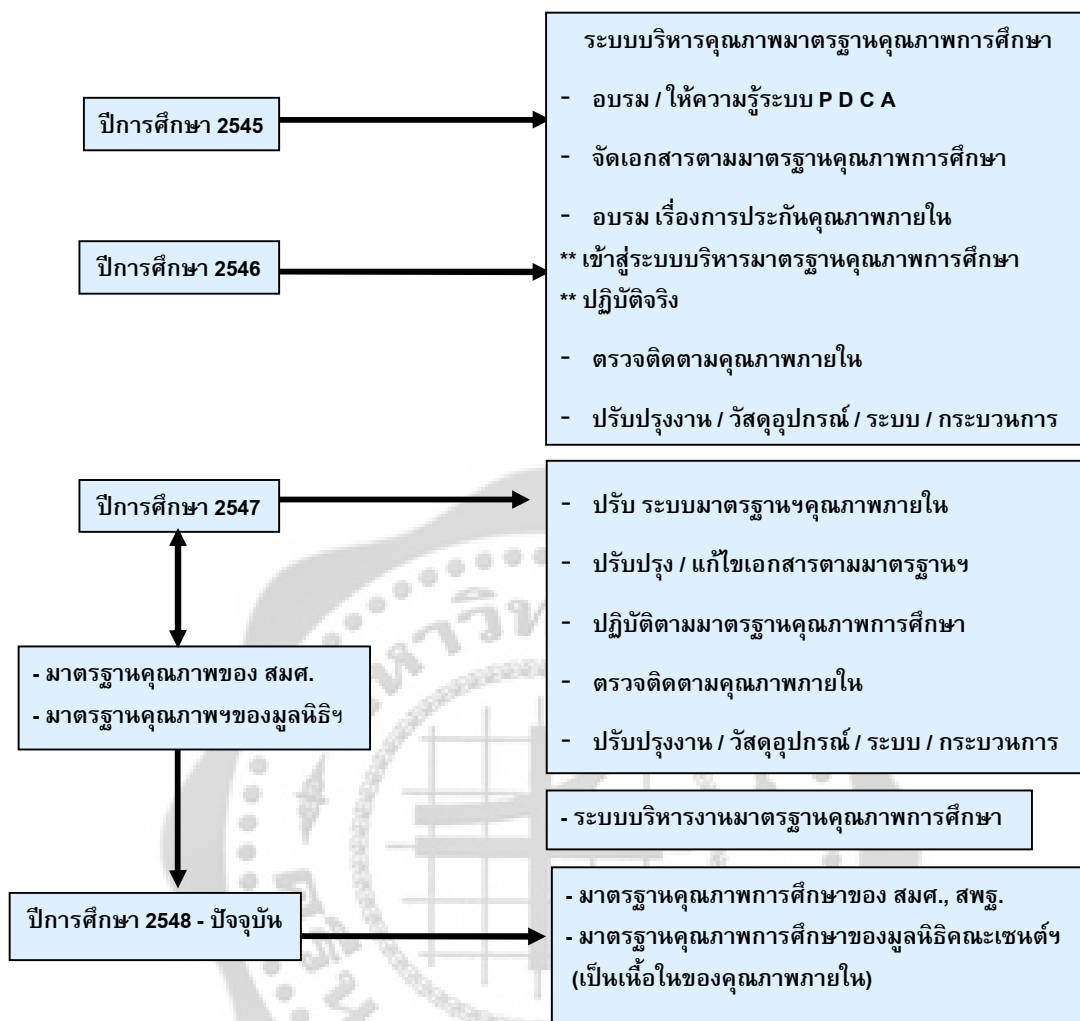 ระบบบริหารคุณภาพมาตรฐานคุณภาพการศึกษา
- อบรม / ให้ความรู้ระบบ P D C A
ปีการศึกษา 2545
- จัดเอกสารตามมาตรฐานคุณภาพการศึกษา
- อบรม เรื่องการประกันคุณภาพภายใน
ปีการศึกษา 2546
** เข้าสู่ระบบบริหารมาตรฐานคุณภาพการศึกษา
** ปฏิบัติจริง
- ตรวจติดตามคุณภาพภายใน
- ปรับปรุงงาน / วัสดุอุปกรณ์ / ระบบ / กระบวนการ
ปีการศึกษา 2547
- ปรับ ระบบมาตรฐานฯคุณภาพภายใน
- ปรับปรุง / แก้ไขเอกสารตามมาตรฐานฯ
- ปฏิบัติตามมาตรฐานคุณภาพการศึกษา
- ตรวจติดตามคุณภาพภายใน
- ปรับปรุงงาน / วัสดุอุปกรณ์ / ระบบ / กระบวนการ
- มาตรฐานคุณภาพของ สมศ.
- มาตรฐานคุณภาพฯของมูลนิธิฯ
- ระบบบริหารงานมาตรฐานคุณภาพการศึกษา
ปีการศึกษา 2548 - ปัจจุบัน
- มาตรฐานคุณภาพการศึกษาของ สมศ., สพฐ.
- มาตรฐานคุณภาพการศึกษาของมูลนิธิคณะเซนต์ฯ
(เป็นเนื้อในของคุณภาพภายใน)